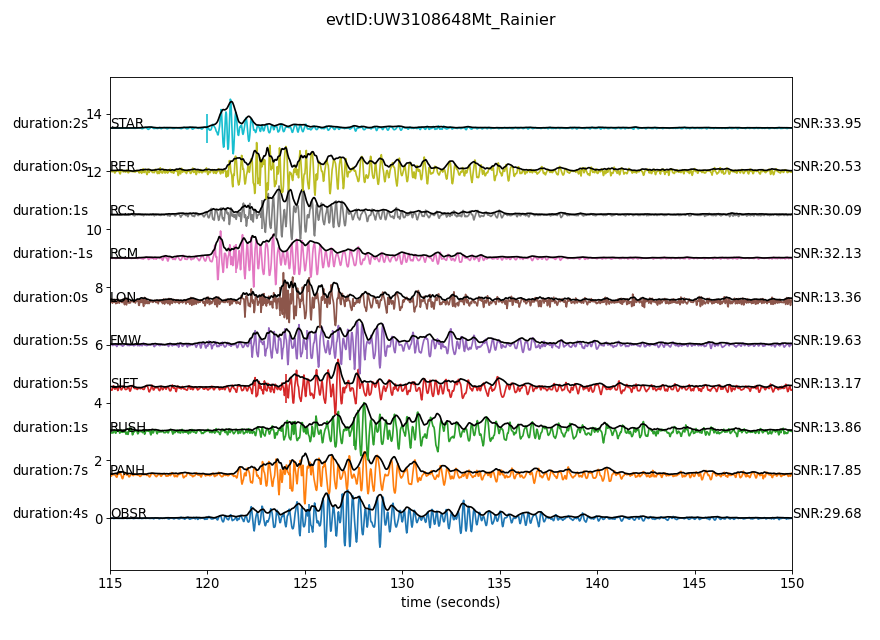 evtID:UW3108648Mt_Rainier
duration:2s STAR SNR:33.95
duration:0s RER SNR:20.53
duration:1s RCS SNR:30.09
duration:-1s RCM SNR:32.13
duration:0s LON SNR:13.36
duration:5s FMW SNR:19.63
duration:5s SIFT SNR:13.17
duration:1s RUSH SNR:13.86
duration:7s PANH SNR:17.85
duration:4s OBSR SNR:29.68
14
12
10
8
6
4
2
0
115 120 125 130 135 140 145 150
time (seconds)